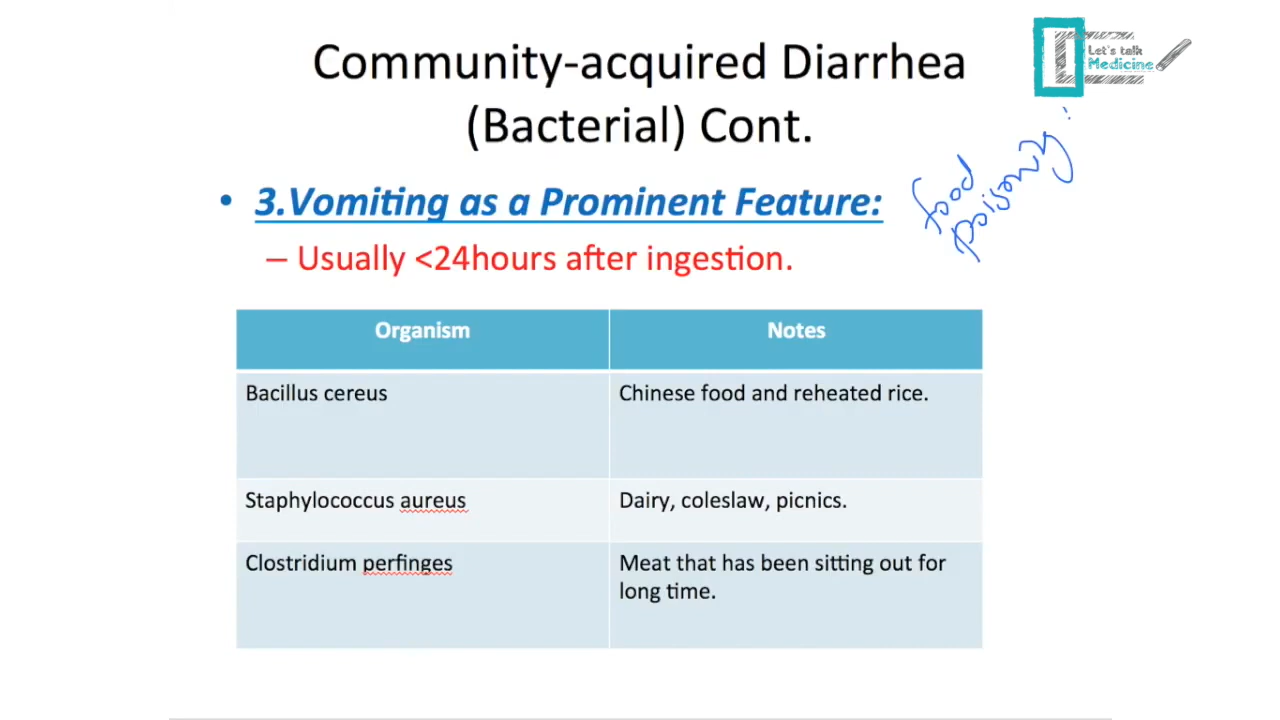 Let's talk
Medicine
Community-acquired Diarrhea
(Bacterial) Cont.
• 3.Vomiting as a Prominent Feature:
– Usually <24hours after ingestion.
food
poisoning
Organism Notes
Bacillus cereus Chinese food and reheated rice.
Staphylococcus aureus Dairy, coleslaw, picnics.
Clostridium perfinges Meat that has been sitting out for
long time.